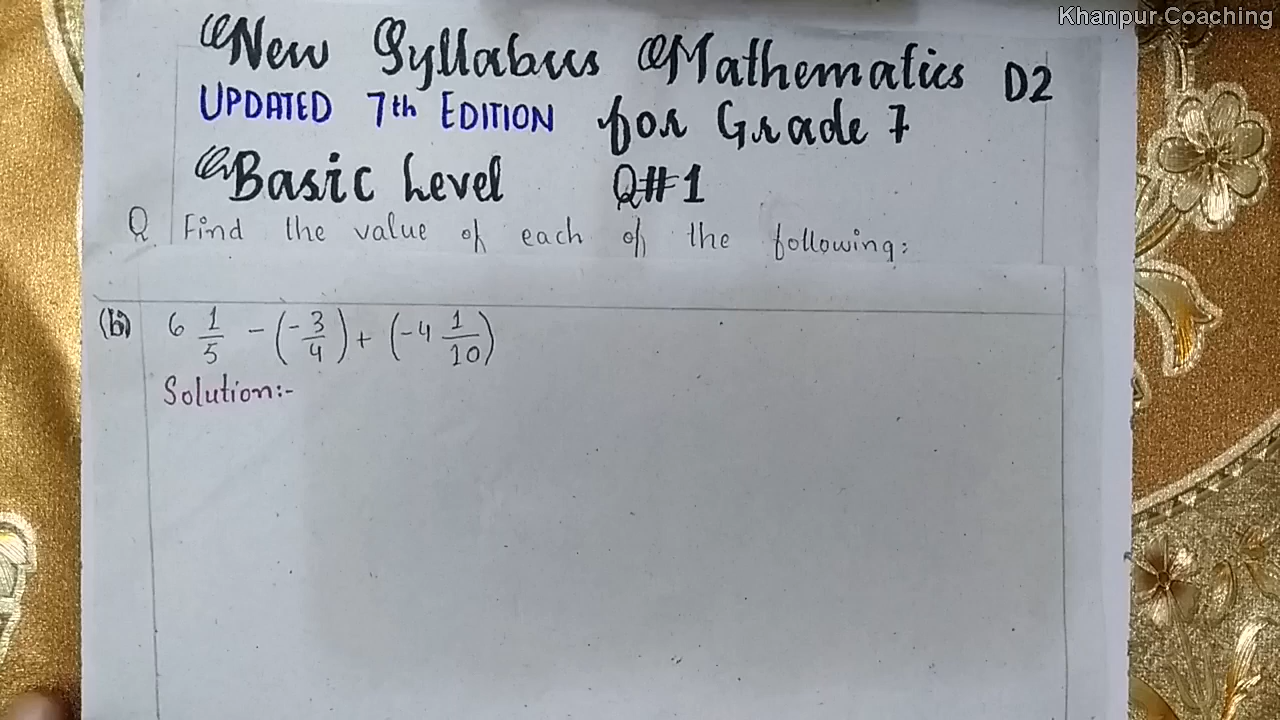 Khanpur Coaching
New Syllabus Mathematics D2
UPDATED 7th EDITION for Grade 7
Basic Level Q#1
Q Find the value of each of the following:
(b) 6 1/5 - (-3/4) + (-4 1/10)
Solution:-